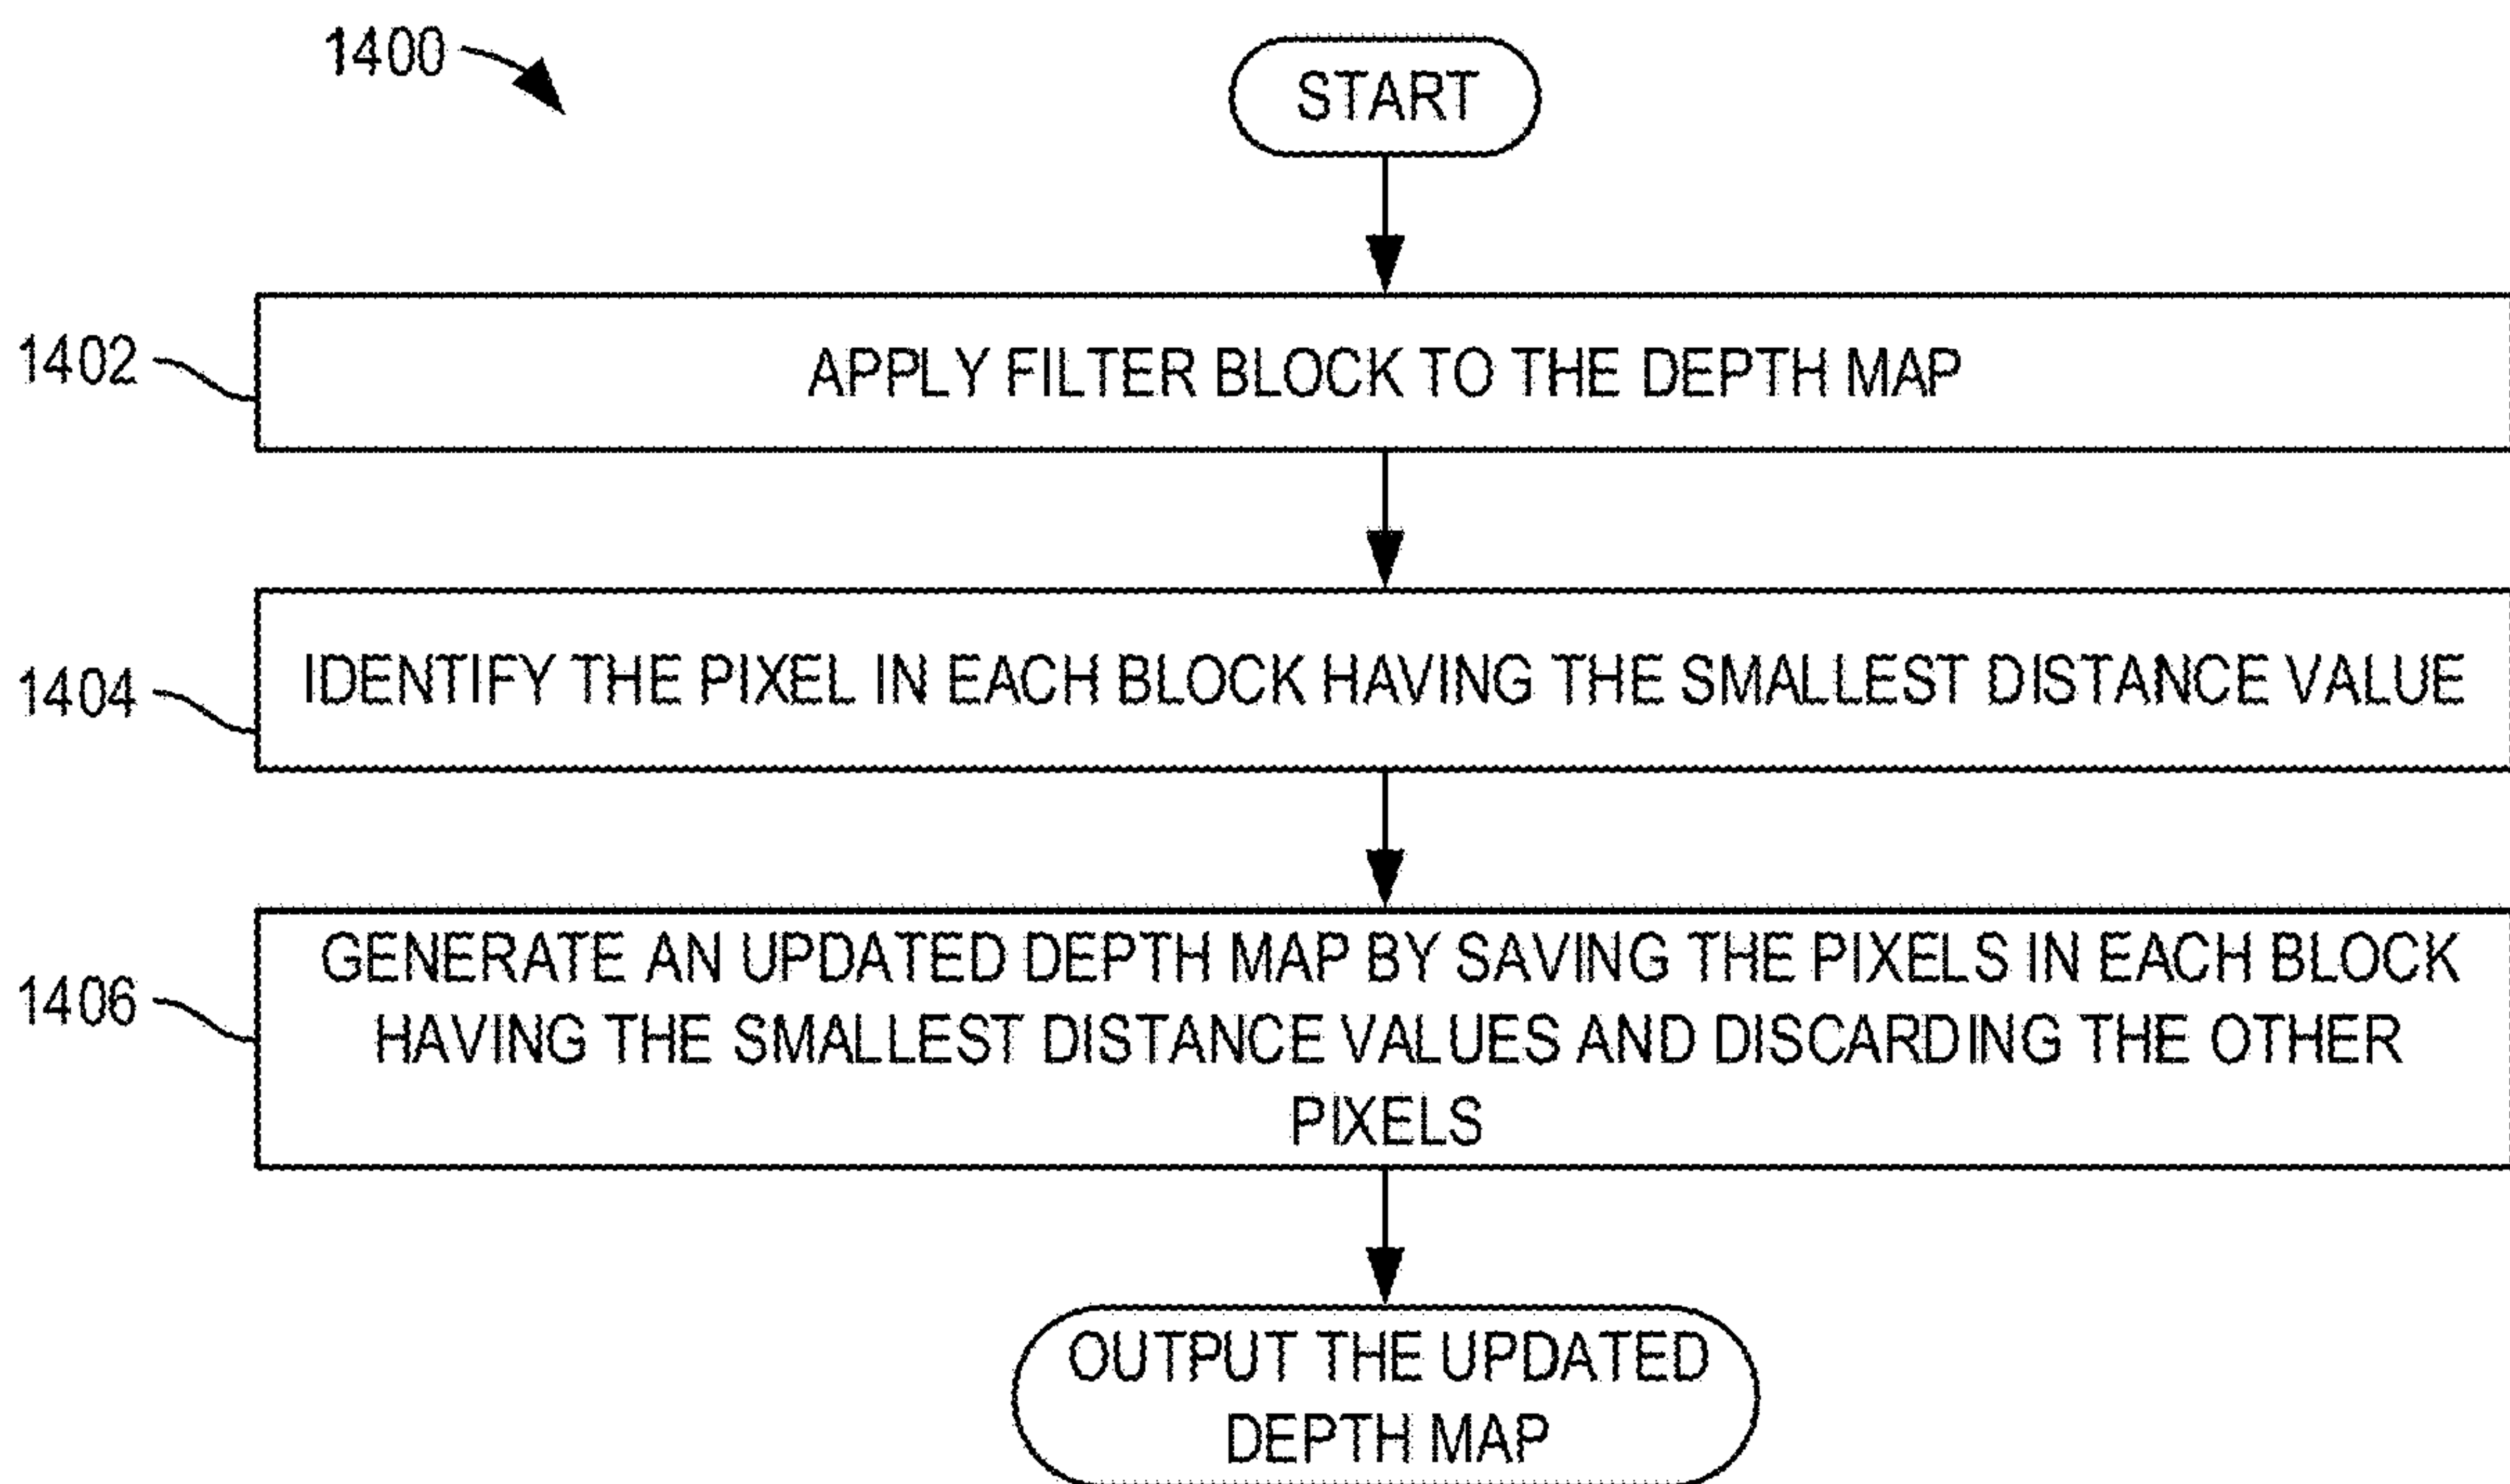 1400
START
1402
APPLY FILTER BLOCK TO THE DEPTH MAP
1404
IDENTIFY THE PIXEL IN EACH BLOCK HAVING THE SMALLEST DISTANCE VALUE
1406
GENERATE AN UPDATED DEPTH MAP BY SAVING THE PIXELS IN EACH BLOCK
HAVING THE SMALLEST DISTANCE VALUES AND DISCARDING THE OTHER
PIXELS
OUTPUT THE UPDATED
DEPTH MAP